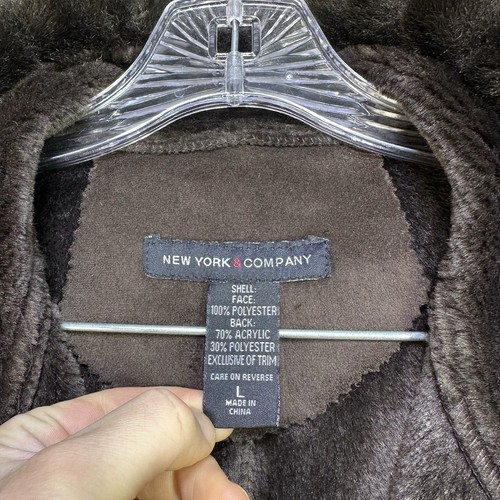 NEW YORK & COMPANY
SHELL:
FACE:
100% POLYESTER
BACK:
70% ACRYLIC
30% POLYESTER
EXCLUSIVE OF TRIM
CARE ON REVERSE
L
MADE IN
CHINA